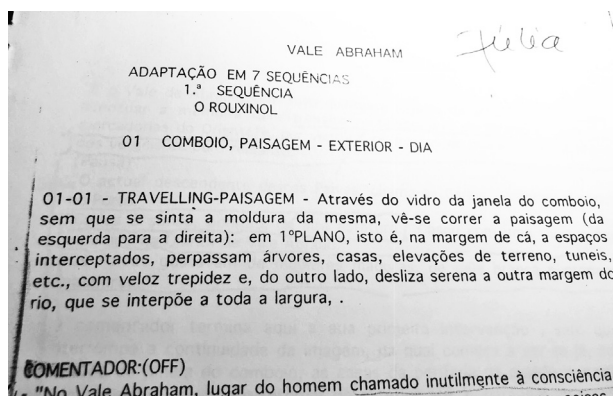 VALE ABRAHAM
Júlia
ADAPTAÇÃO EM 7 SEQUÊNCIAS
1.ª SEQUÊNCIA
O ROUXINOL
01 COMBOIO, PAISAGEM - EXTERIOR - DIA
01-01 - TRAVELLING-PAISAGEM - Através do vidro da janela do comboio,
sem que se sinta a moldura da mesma, vê-se correr a paisagem (da
esquerda para a direita): em 1ºPLANO, isto é, na margem de cá, a espaços
interceptados, perpassam árvores, casas, elevações de terreno, tuneis,
etc., com veloz trepidez e, do outro lado, desliza serena a outra margem do
rio, que se interpõe a toda a largura, .
COMENTADOR:(OFF)
- "No Vale Abraham, lugar do homem chamado inutilmente à consciência